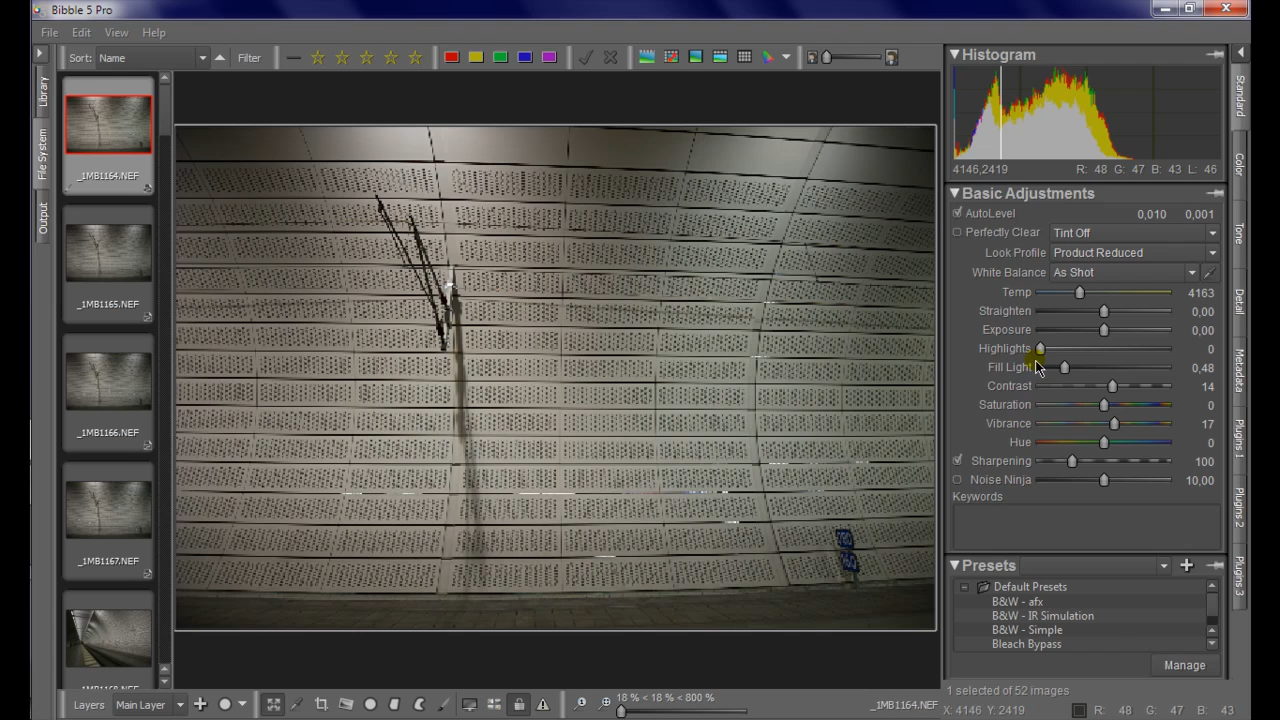 Bibble 5 Pro
File Edit View Help
Sort: Name Filter
Library
File System
Output
_1MB1164.NEF
_1MB1165.NEF
_1MB1166.NEF
_1MB1167.NEF
Histogram
4146,2419 R: 48 G: 47 B: 43 L: 46
Basic Adjustments
AutoLevel 0,010 0,001
Perfectly Clear Tint Off
Look Profile Product Reduced
White Balance As Shot
Temp 4163
Straighten 0,00
Exposure 0,00
Highlights 0
Fill Light 0,48
Contrast 14
Saturation 0
Vibrance 17
Hue 0
Sharpening 100
Noise Ninja 10,00
Keywords
Presets
Default Presets
B&W - afx
B&W - IR Simulation
B&W - Simple
Bleach Bypass
Manage
Standard
Color
Tone
Detail
Metadata
Plugins 1
Plugins 2
Plugins 3
1 selected of 52 images
Layers Main Layer 18 % < 18 % < 800 % _1MB1164.NEF X: 4146 Y: 2419 R: 48 G: 47 B: 43